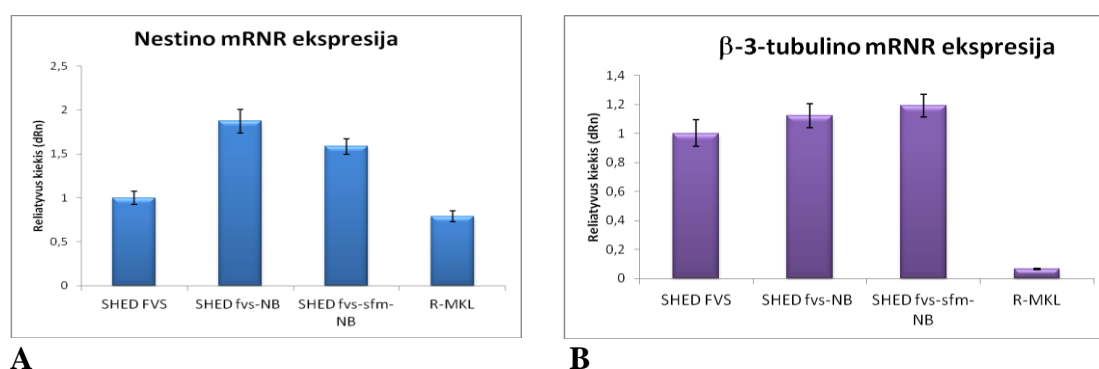 Nestino mRNR ekspresija
Reliatyvus kiekis (dRn)
2,5
2
1,5
1
0,5
0
SHED FVS
SHED fvs-NB
SHED fvs-sfm-
NB
R-MKL
A
β-3-tubulino mRNR ekspresija
Reliatyvus kiekis (dRn)
1,4
1,2
1
0,8
0,6
0,4
0,2
0
SHED FVS
SHED fvs-NB
SHED fvs-sfm-
NB
R-MKL
B